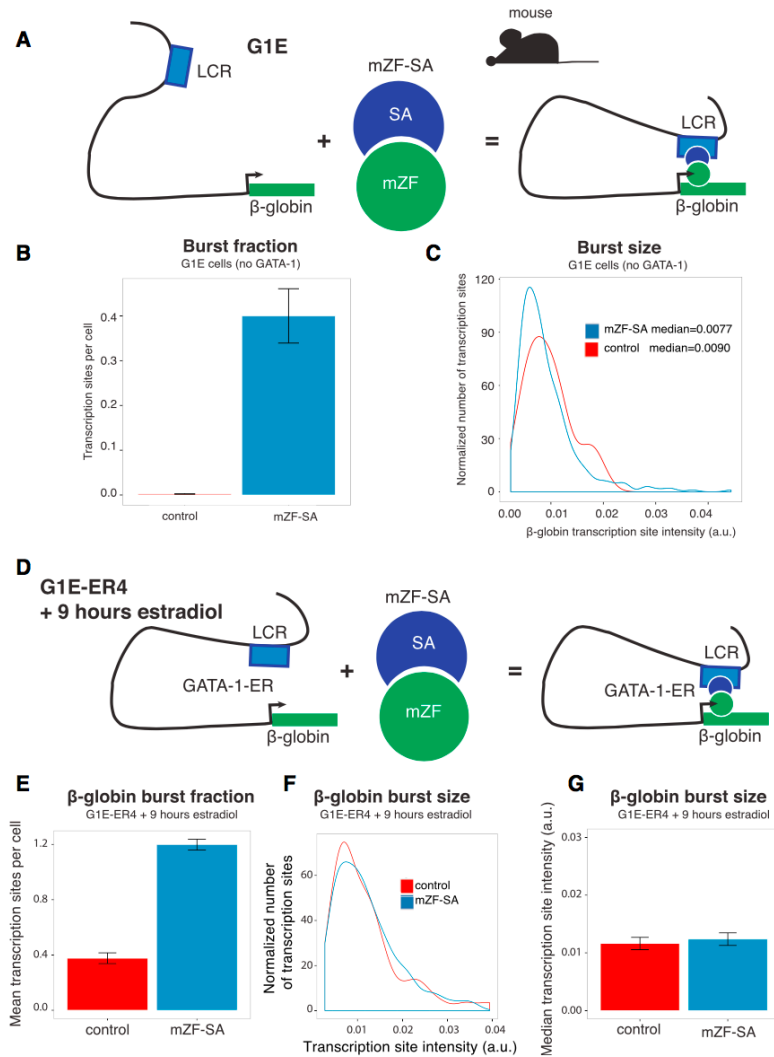 A
G1E
LCR
β-globin
+
mZF-SA
SA
mZF
=
mouse
LCR
β-globin
B
Burst fraction
G1E cells (no GATA-1)
Transcription sites per cell
0.4
0.3
0.2
0.1
0.0
control
mZF-SA
C
Burst size
G1E cells (no GATA-1)
Normalized number of transcription sites
120
90
60
30
0
mZF-SA median=0.0077
control median=0.0090
0.00 0.01 0.02 0.03 0.04
β-globin transcription site intensity (a.u.)
D
G1E-ER4
+ 9 hours estradiol
LCR
GATA-1-ER
β-globin
+
mZF-SA
SA
mZF
=
LCR
GATA-1-ER
β-globin
E
β-globin burst fraction
G1E-ER4 + 9 hours estradiol
Mean transcription sites per cell
1.2
0.8
0.4
0.0
control
mZF-SA
F
β-globin burst size
G1E-ER4 + 9 hours estradiol
Normalized number
of transcription sites
60
40
20
0
control
mZF-SA
0.01 0.02 0.03 0.04
Transcription site intensity (a.u.)
G
β-globin burst size
G1E-ER4 + 9 hours estradiol
Median transcription site intensity (a.u.)
0.03
0.02
0.01
0.00
control
mZF-SA